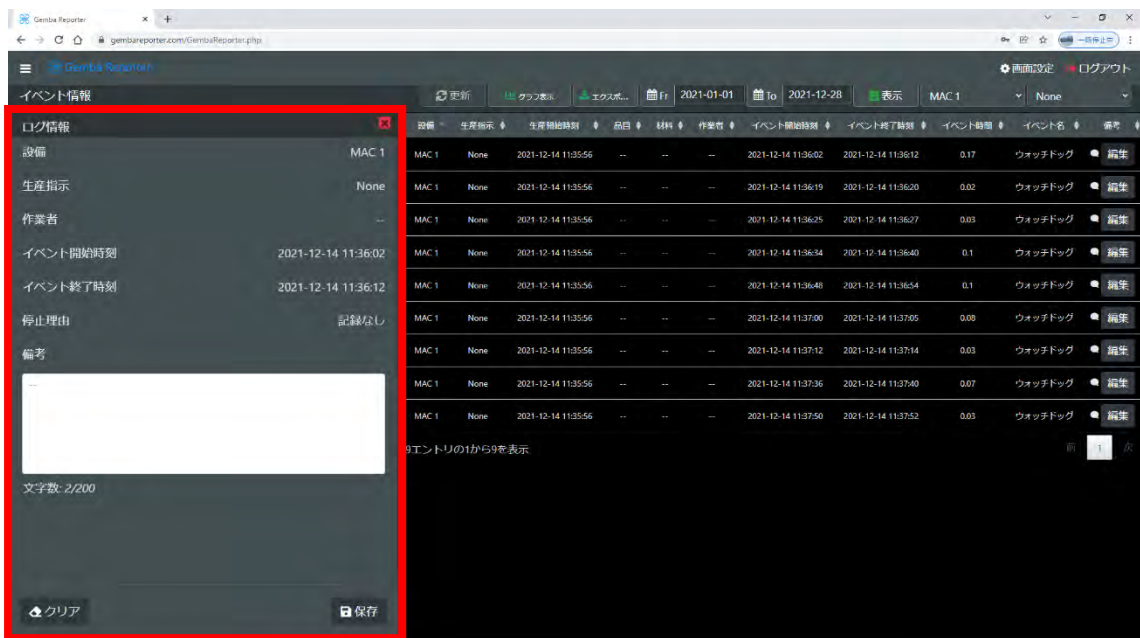 Gemba Reporter
gembareporter.com/GembaReporter.php
一時停止中
Gemba Reporter
画面設定 ログアウト
イベント情報 更新 グラフ表示 エクスポ... Fr 2021-01-01 To 2021-12-28 表示 MAC 1 None
ログ情報
設備 MAC 1
生産指示 None
作業者 --
イベント開始時刻 2021-12-14 11:36:02
イベント終了時刻 2021-12-14 11:36:12
停止理由 記録なし
備考
--
文字数: 2/200
クリア 保存
設備 生産指示 生産開始時刻 品目 材料 作業者 イベント開始時刻 イベント終了時刻 イベント時間 イベント名 備考
MAC 1 None 2021-12-14 11:35:56 -- -- -- 2021-12-14 11:36:02 2021-12-14 11:36:12 0.17 ウォッチドッグ 編集
MAC 1 None 2021-12-14 11:35:56 -- -- -- 2021-12-14 11:36:19 2021-12-14 11:36:20 0.02 ウォッチドッグ 編集
MAC 1 None 2021-12-14 11:35:56 -- -- -- 2021-12-14 11:36:25 2021-12-14 11:36:27 0.03 ウォッチドッグ 編集
MAC 1 None 2021-12-14 11:35:56 -- -- -- 2021-12-14 11:36:34 2021-12-14 11:36:40 0.1 ウォッチドッグ 編集
MAC 1 None 2021-12-14 11:35:56 -- -- -- 2021-12-14 11:36:48 2021-12-14 11:36:54 0.1 ウォッチドッグ 編集
MAC 1 None 2021-12-14 11:35:56 -- -- -- 2021-12-14 11:37:00 2021-12-14 11:37:05 0.08 ウォッチドッグ 編集
MAC 1 None 2021-12-14 11:35:56 -- -- -- 2021-12-14 11:37:12 2021-12-14 11:37:14 0.03 ウォッチドッグ 編集
MAC 1 None 2021-12-14 11:35:56 -- -- -- 2021-12-14 11:37:36 2021-12-14 11:37:40 0.07 ウォッチドッグ 編集
MAC 1 None 2021-12-14 11:35:56 -- -- -- 2021-12-14 11:37:50 2021-12-14 11:37:52 0.03 ウォッチドッグ 編集
9エントリの1から9を表示 前 1 次